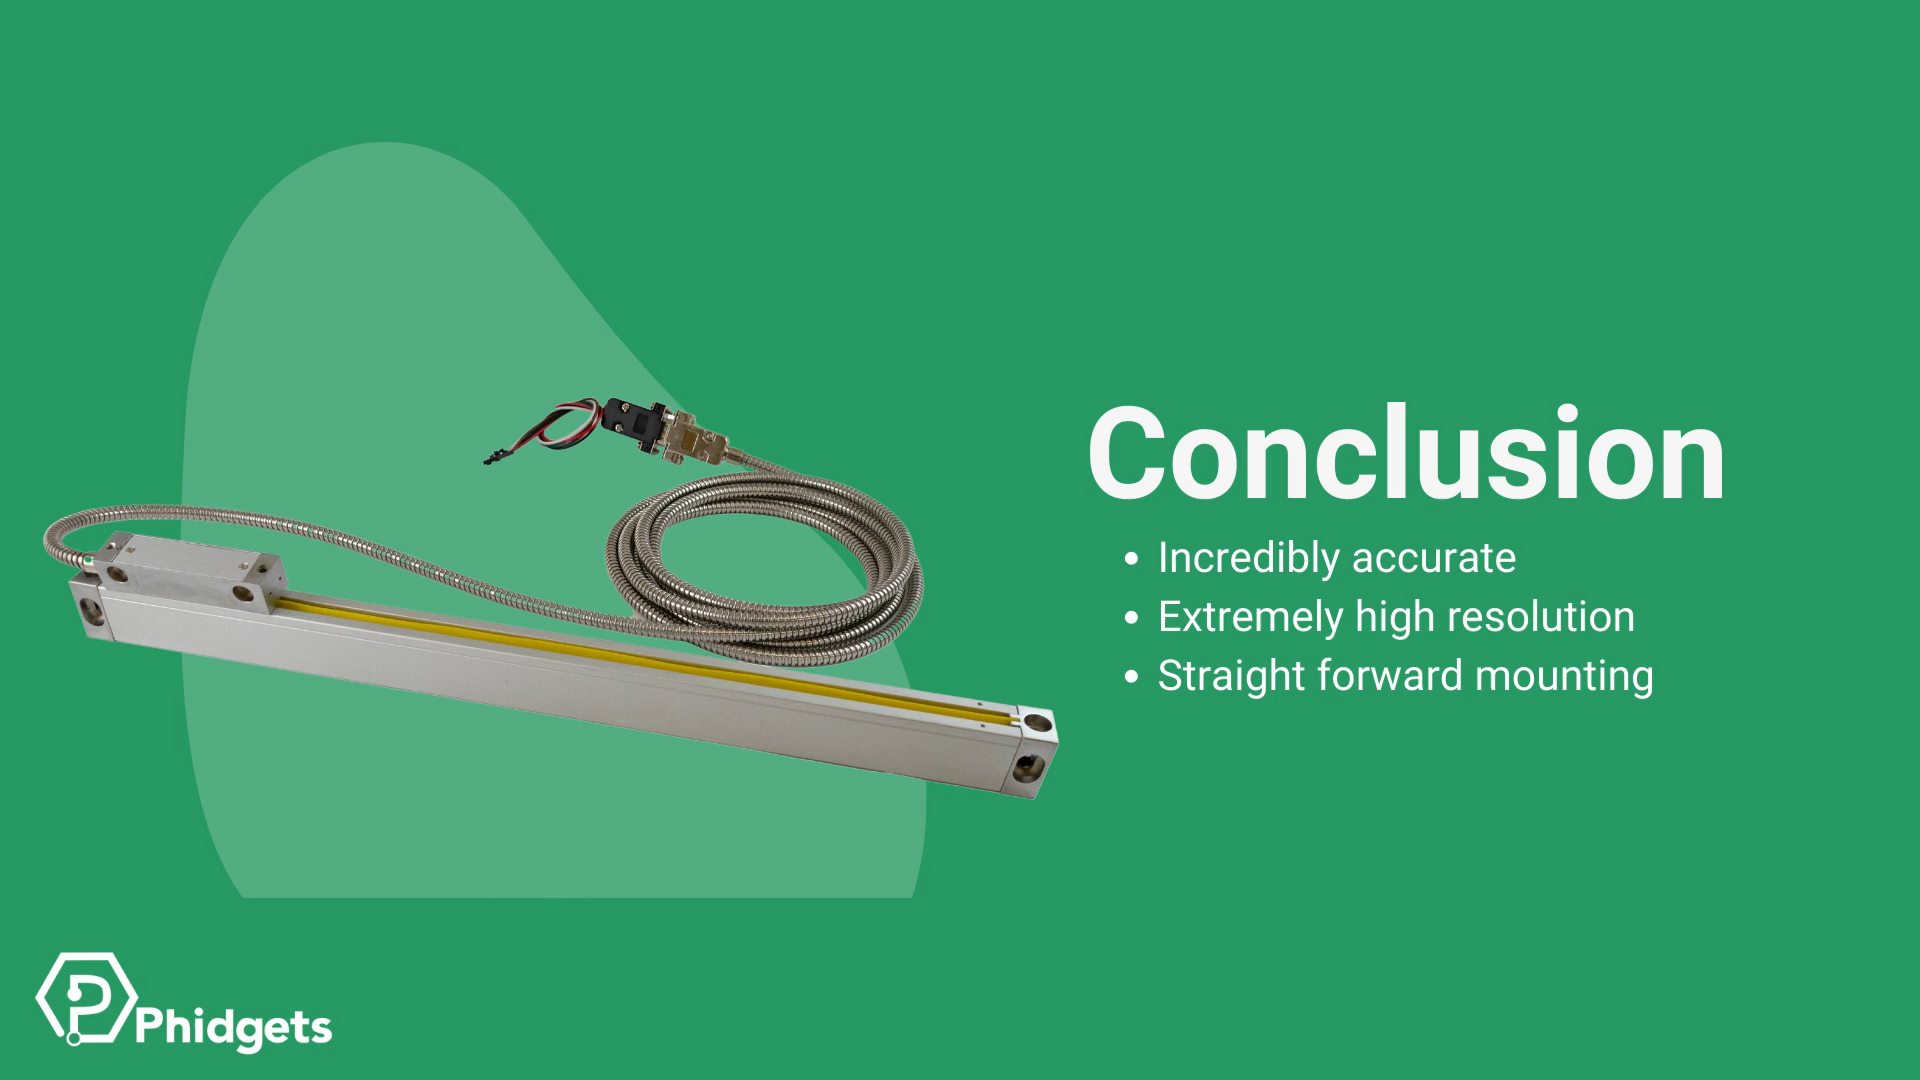 Conclusion
• Incredibly accurate
• Extremely high resolution
• Straight forward mounting
Phidgets